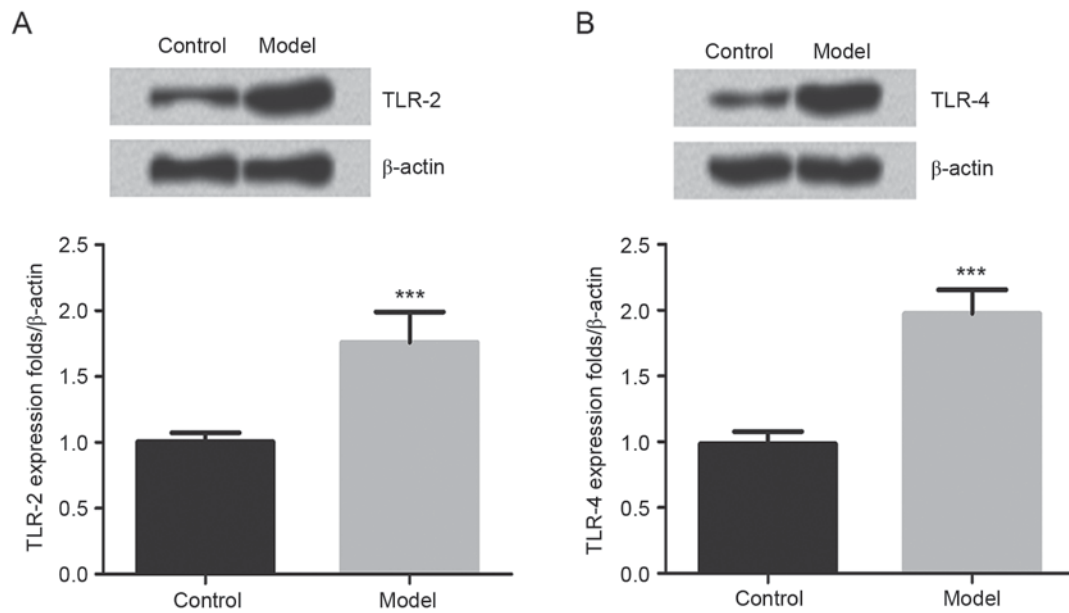 A
Control Model
TLR-2
β-actin
TLR-2 expression folds/β-actin
2.5
2.0
1.5
1.0
0.5
0.0
***
Control Model
B
Control Model
TLR-4
β-actin
TLR-4 expression folds/β-actin
2.5
2.0
1.5
1.0
0.5
0.0
***
Control Model